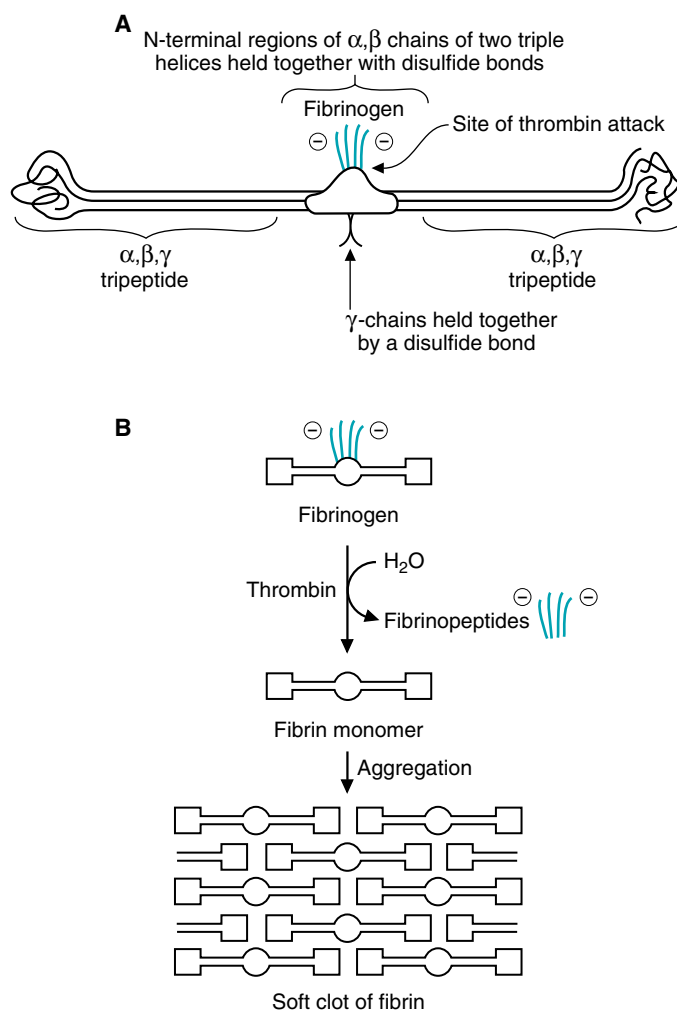 A
N-terminal regions of α,β chains of two triple
helices held together with disulfide bonds
Fibrinogen
⊖ ⊖
Site of thrombin attack
α,β,γ
tripeptide
α,β,γ
tripeptide
γ-chains held together
by a disulfide bond
B
⊖ ⊖
Fibrinogen
H₂O
Thrombin
Fibrinopeptides
⊖ ⊖
Fibrin monomer
Aggregation
Soft clot of fibrin